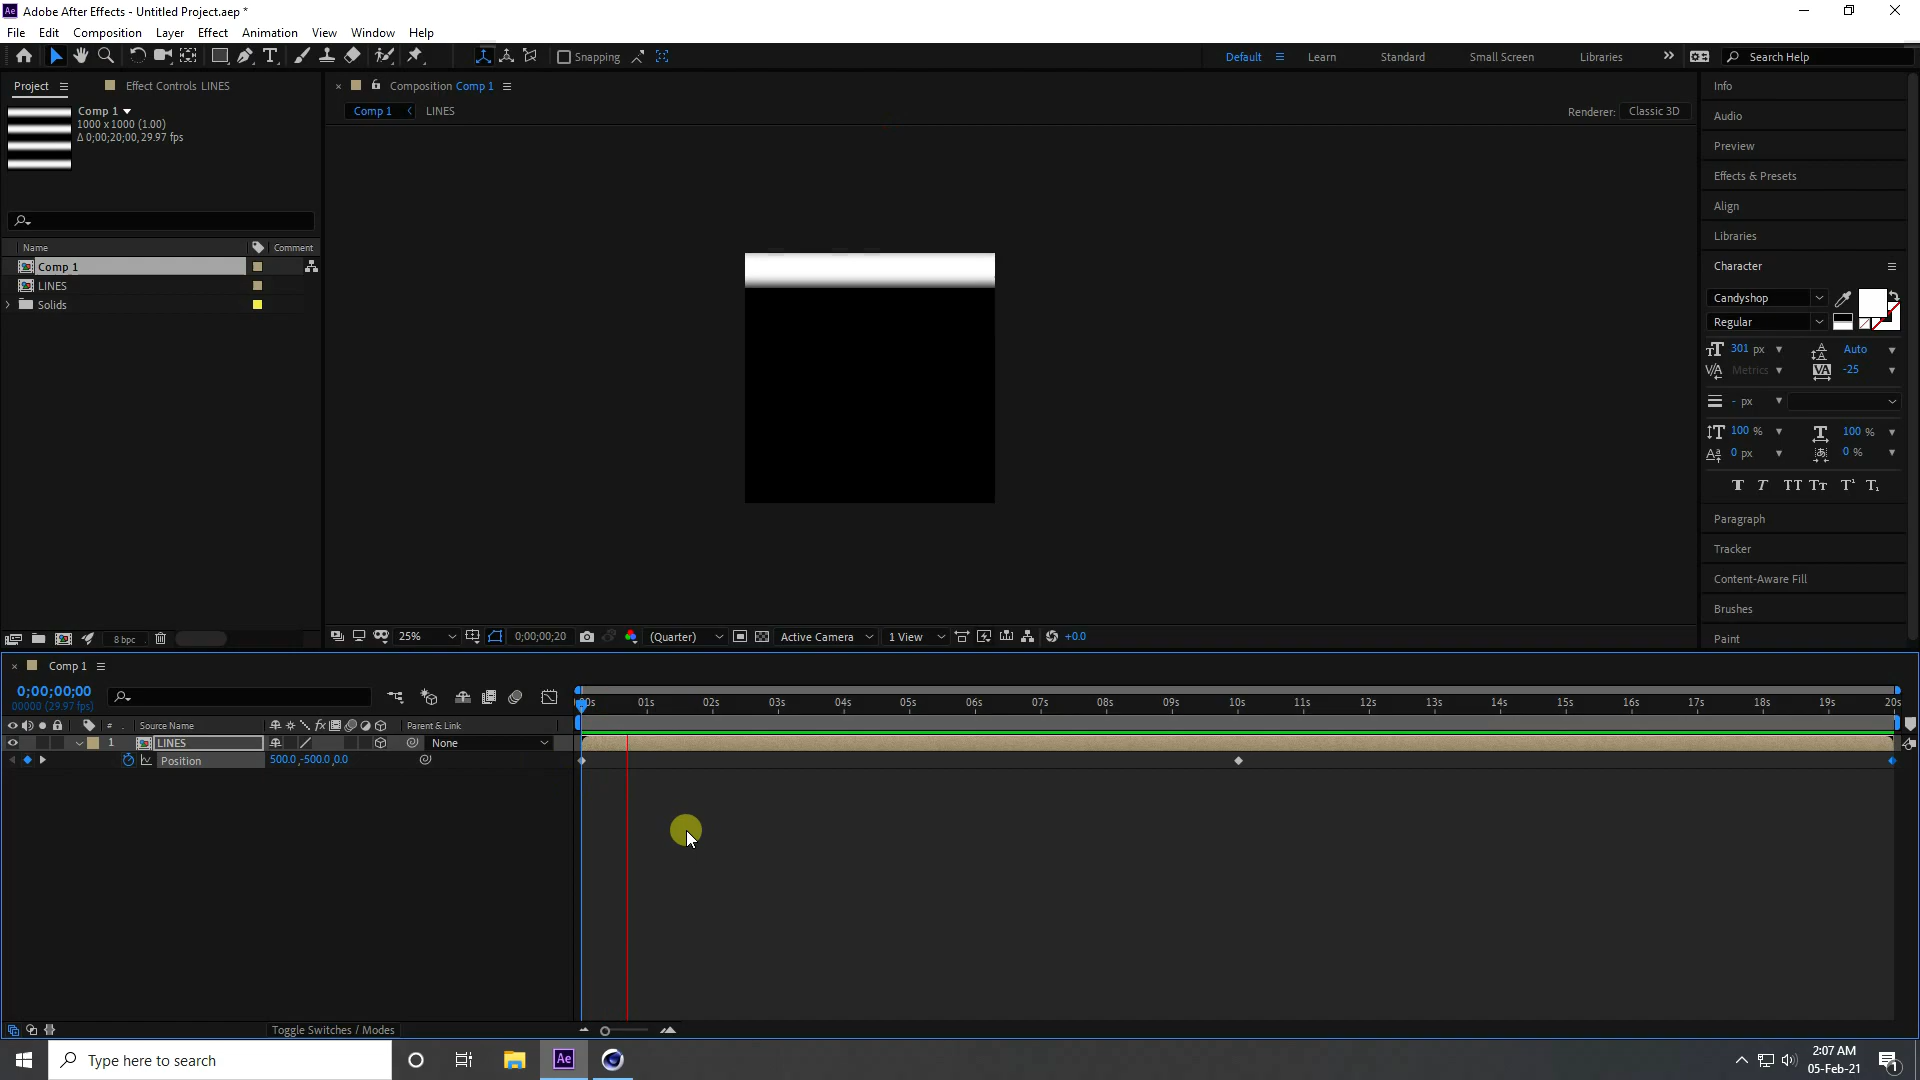 Adobe After Effects - Untitled Project.aep *
File Edit Composition Layer Effect Animation View Window Help
Snapping
Default Learn Standard Small Screen Libraries Search Help
Project Effect Controls LINES
Comp 1
1000 x 1000 (1.00)
Δ 0;00;20;00, 29.97 fps
Composition Comp 1
Comp 1 LINES
Renderer: Classic 3D
Name Comment
Comp 1
LINES
Solids
8 bpc
25% 0;00;00;20 (Quarter) Active Camera 1 View +0.0
Info
Audio
Preview
Effects & Presets
Align
Libraries
Character
Candyshop
Regular
301 px Auto
Metrics -25
- px
100 % 100 %
0 px 0 %
T T TT Tт T¹ T₁
Paragraph
Tracker
Content-Aware Fill
Brushes
Paint
Comp 1
0;00;00;00
00000 (29.97 fps)
01s 02s 03s 04s 05s 06s 07s 08s 09s 10s 11s 12s 13s 14s 15s 16s 17s 18s 19s 20s
# . Source Name fx Parent & Link
1 LINES None
Position 500.0,-500.0,0.0
Toggle Switches / Modes
Type here to search
Ae
2:07 AM
05-Feb-21
1